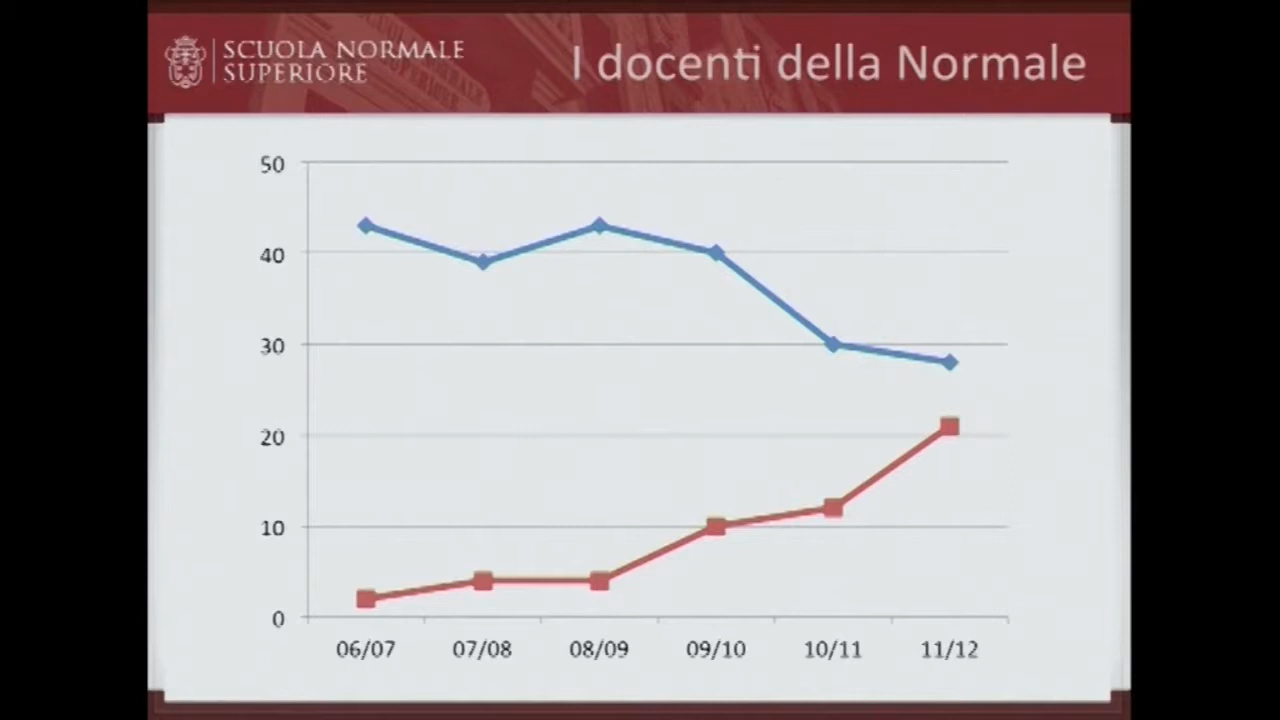 SCUOLA NORMALE
SUPERIORE
I docenti della Normale
50
40
30
20
10
0
06/07 07/08 08/09 09/10 10/11 11/12